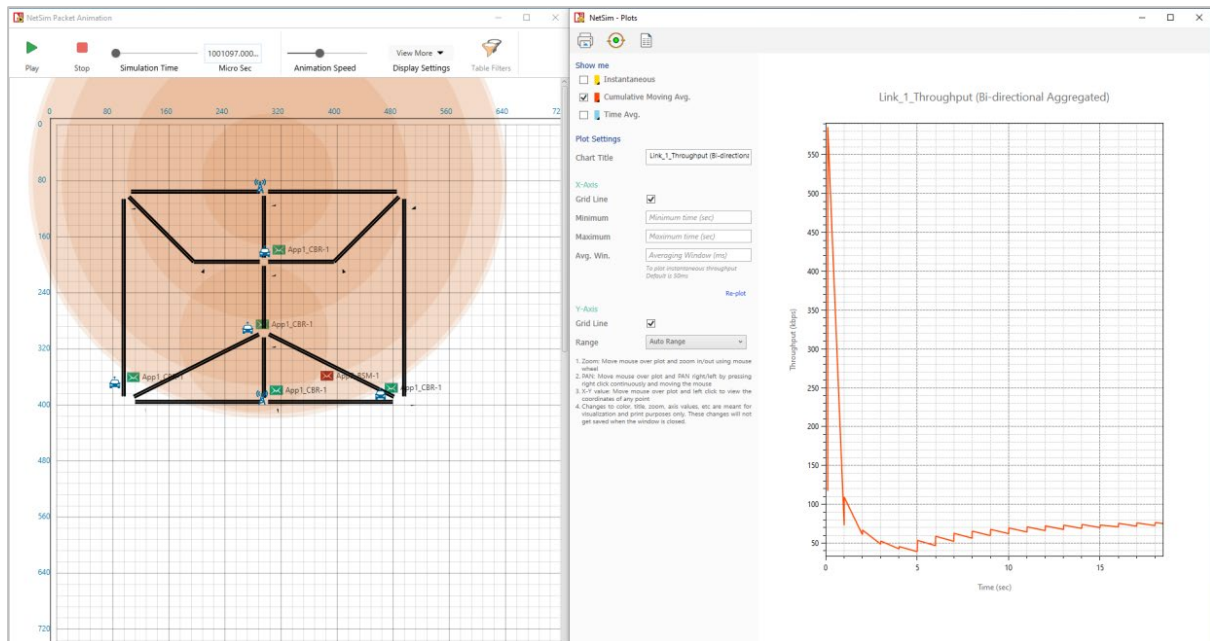 NetSim Packet Animation
Play
Stop
Simulation Time
1001097.000...
Micro Sec
Animation Speed
View More
Display Settings
Table Filters
0 80 160 240 320 400 480 560 640 72
0
80
160
240
320
400
480
560
640
720
App1_CBR-1
App1_CBR-1
App1_CBR-1
App1_CBR-1
App1_CBR-1
NetSim - Plots
Show me
Instantaneous
Cumulative Moving Avg.
Time Avg.
Plot Settings
Chart Title
Link_1_Throughput (Bi-directiona
X-Axis
Grid Line
Minimum
Minimum time (sec)
Maximum
Maximum time (sec)
Avg. Win.
Averaging Window (ms)
To plot instantaneous throughput
Default is 50ms
Re-plot
Y-Axis
Grid Line
Range
Auto Range
1. Zoom: Move mouse over plot and zoom in/out using mouse
wheel
2. PAN: Move mouse over plot and PAN right/left by pressing
right click continuously and moving the mouse
3. X-Y value: Move mouse over plot and left click to view the
coordinates of any point
4. Changes to color, title, zoom, axis values, etc are meant for
visualization and print purposes only. These changes will not
get saved when the window is closed.
Link_1_Throughput (Bi-directional Aggregated)
Throughput (kbps)
550
500
450
400
350
300
250
200
150
100
50
0 5 10 15
Time (sec)